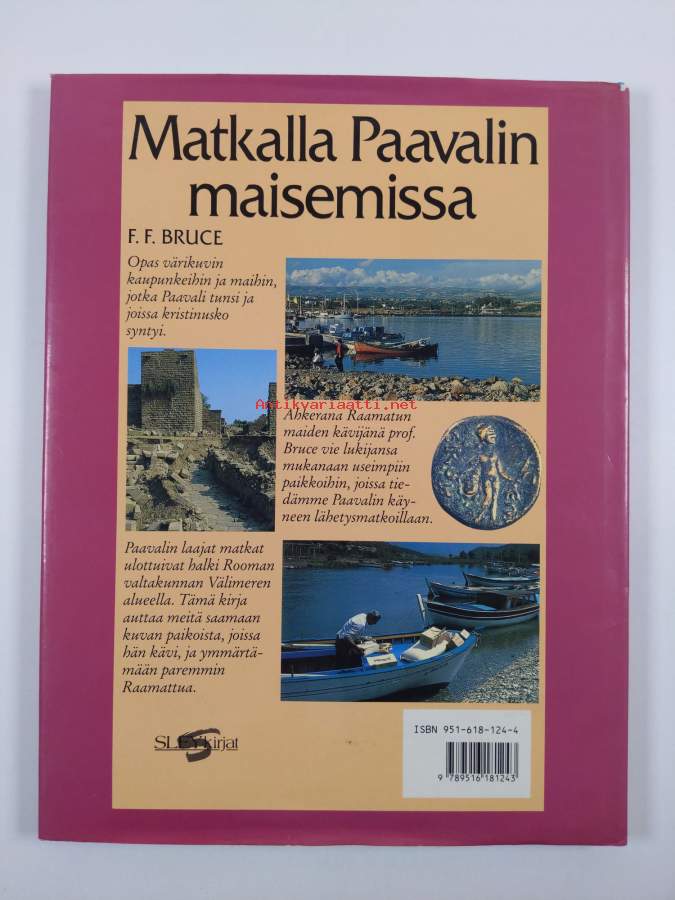 Matkalla Paavalin
maisemissa
F. F. BRUCE
Opas värikuvin
kaupunkeihin ja maihin,
jotka Paavali tunsi ja
joissa kristinusko
syntyi.
Antikvariaatti.net
Ahkerana Raamatun
maiden kävijänä prof.
Bruce vie lukijansa
mukanaan useimpiin
paikkoihin, joissa tie-
dämme Paavalin käy-
neen lähetysmatkoillaan.
Paavalin laajat matkat
ulottuivat halki Rooman
valtakunnan Välimeren
alueella. Tämä kirja
auttaa meitä saamaan
kuvan paikoista, joissa
hän kävi, ja ymmärtä-
mään paremmin
Raamattua.
SLEY kirjat
ISBN 951-618-124-4
9 789516 181243